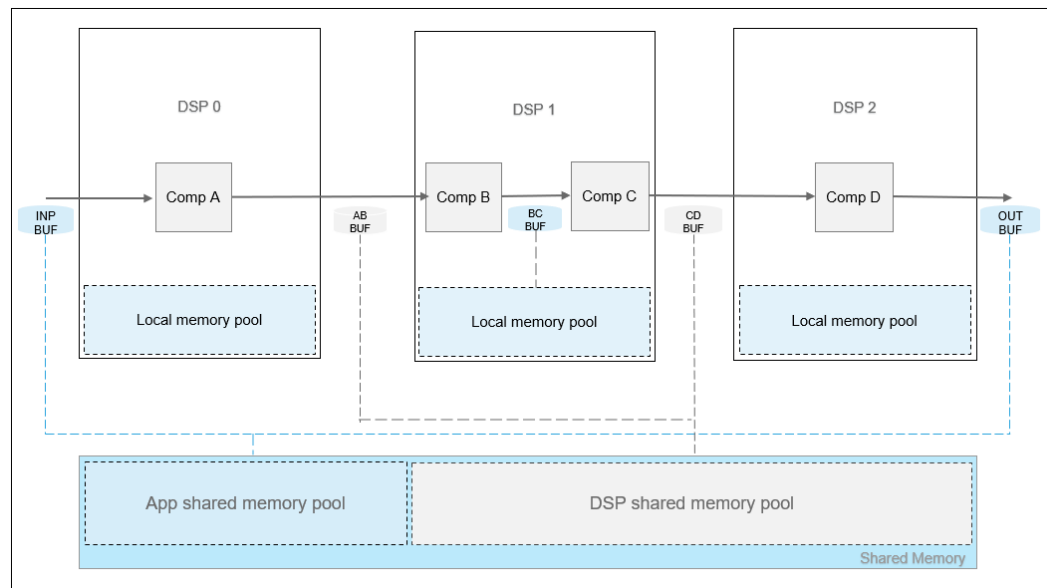 DSP 0
DSP 1
DSP 2
Comp A
Comp B
Comp C
Comp D
INP
BUF
AB
BUF
BC
BUF
CD
BUF
OUT
BUF
Local memory pool
Local memory pool
Local memory pool
App shared memory pool
DSP shared memory pool
Shared Memory